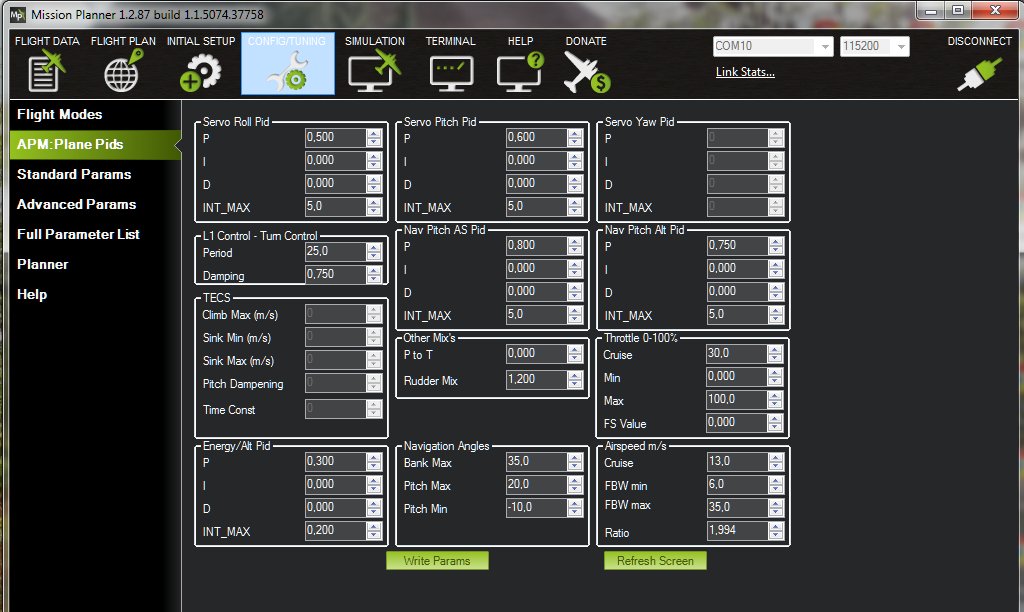 Mission Planner 1.2.87 build 1.1.5074.37758
FLIGHT DATA FLIGHT PLAN INITIAL SETUP CONFIG/TUNING SIMULATION TERMINAL HELP DONATE COM10 115200 DISCONNECT
Link Stats...
Flight Modes
APM:Plane Pids
Standard Params
Advanced Params
Full Parameter List
Planner
Help
Servo Roll Pid
P 0,500
I 0,000
D 0,000
INT_MAX 5,0
Servo Pitch Pid
P 0,600
I 0,000
D 0,000
INT_MAX 5,0
Servo Yaw Pid
P 0
I 0
D 0
INT_MAX 0
L1 Control - Turn Control
Period 25,0
Damping 0,750
Nav Pitch AS Pid
P 0,800
I 0,000
D 0,000
INT_MAX 5,0
Nav Pitch Alt Pid
P 0,750
I 0,000
D 0,000
INT_MAX 5,0
TECS
Climb Max (m/s) 0
Sink Min (m/s) 0
Sink Max (m/s) 0
Pitch Dampening 0
Time Const 0
Other Mix's
P to T 0,000
Rudder Mix 1,200
Throttle 0-100%
Cruise 30,0
Min 0,000
Max 100,0
FS Value 0,000
Energy/Alt Pid
P 0,300
I 0,000
D 0,000
INT_MAX 0,200
Navigation Angles
Bank Max 35,0
Pitch Max 20,0
Pitch Min -10,0
Airspeed m/s
Cruise 13,0
FBW min 6,0
FBW max 35,0
Ratio 1,994
Write Params
Refresh Screen